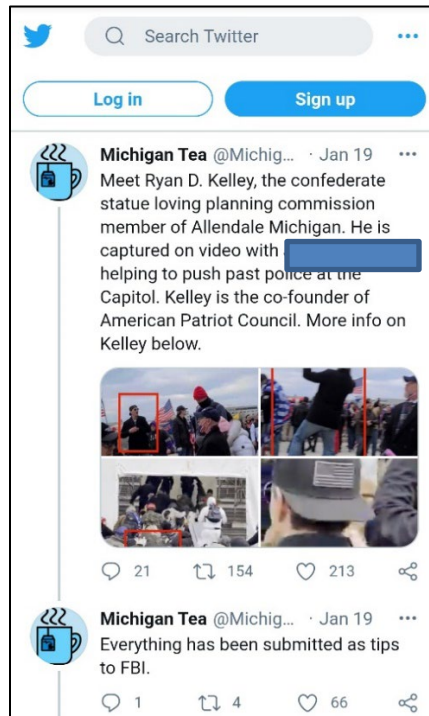 Search Twitter
Log in
Sign up
Michigan Tea @Michig... · Jan 19
Meet Ryan D. Kelley, the confederate
statue loving planning commission
member of Allendale Michigan. He is
captured on video with
helping to push past police at the
Capitol. Kelley is the co-founder of
American Patriot Council. More info on
Kelley below.
21 154 213
Michigan Tea @Michig... · Jan 19
Everything has been submitted as tips
to FBI.
1 4 66